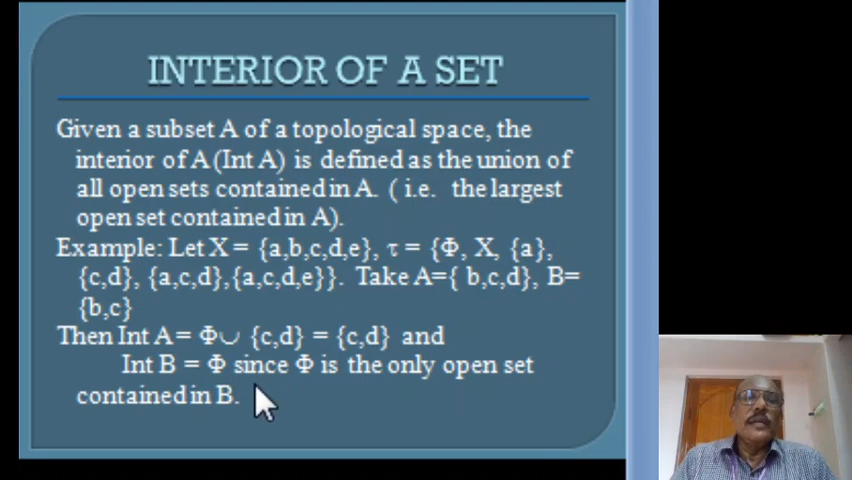 INTERIOR OF A SET
Given a subset A of a topological space, the
interior of A (Int A) is defined as the union of
all open sets contained in A. ( i.e. the largest
open set contained in A).
Example: Let X = {a,b,c,d,e}, τ = {Φ, X, {a},
{c,d}, {a,c,d},{a,c,d,e}}. Take A={ b,c,d}, B=
{b,c}
Then Int A = Φ∪ {c,d} = {c,d} and
Int B = Φ since Φ is the only open set
contained in B.